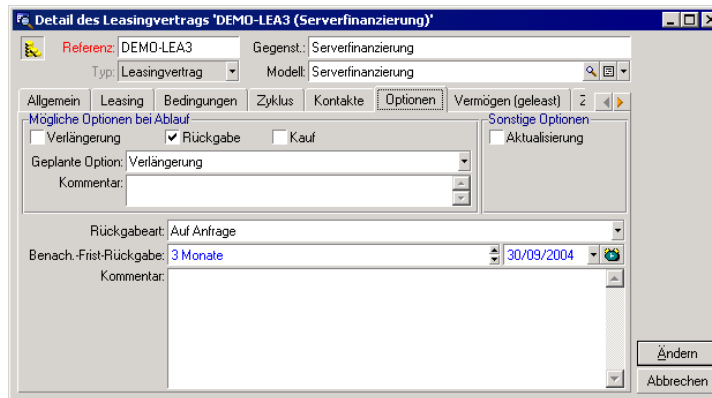 Detail des Leasingvertrags 'DEMO-LEA3 (Serverfinanzierung)'
Referenz: DEMO-LEA3 Gegenst.: Serverfinanzierung
Typ: Leasingvertrag Modell: Serverfinanzierung
Allgemein Leasing Bedingungen Zyklus Kontakte Optionen Vermögen (geleast) Z
Mögliche Optionen bei Ablauf Sonstige Optionen
Verlängerung Rückgabe Kauf Aktualisierung
Geplante Option: Verlängerung
Kommentar:
Rückgabeart: Auf Anfrage
Benach.-Frist-Rückgabe: 3 Monate 30/09/2004
Kommentar:
Ändern
Abbrechen